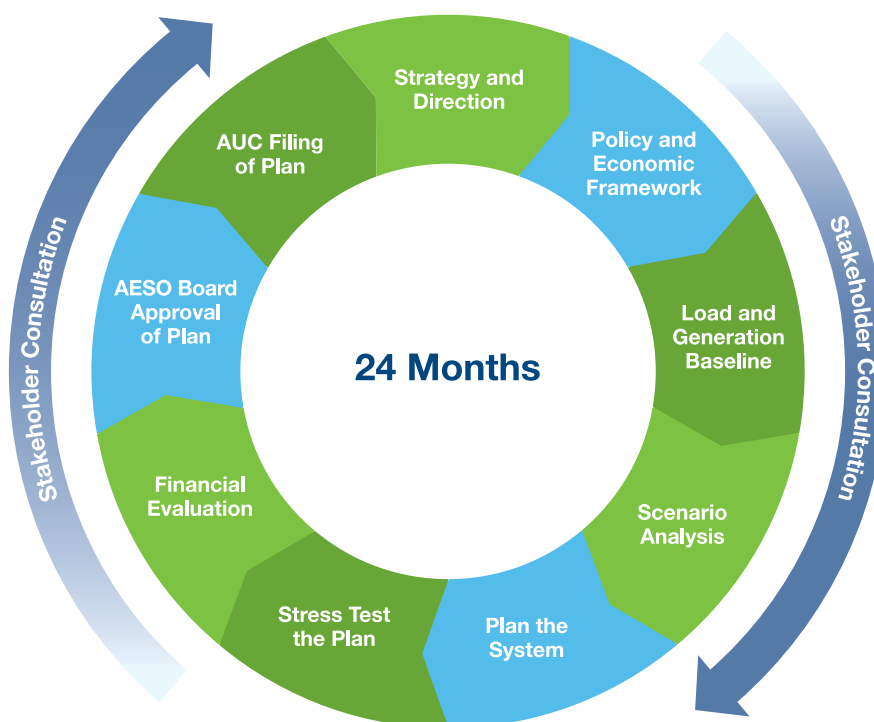 Strategy and
Direction
Policy and
Economic
Framework
Load and
Generation
Baseline
Scenario
Analysis
Plan the
System
Stress Test
the Plan
Financial
Evaluation
AESO Board
Approval
of Plan
AUC Filing
of Plan
24 Months
Stakeholder Consultation
Stakeholder Consultation